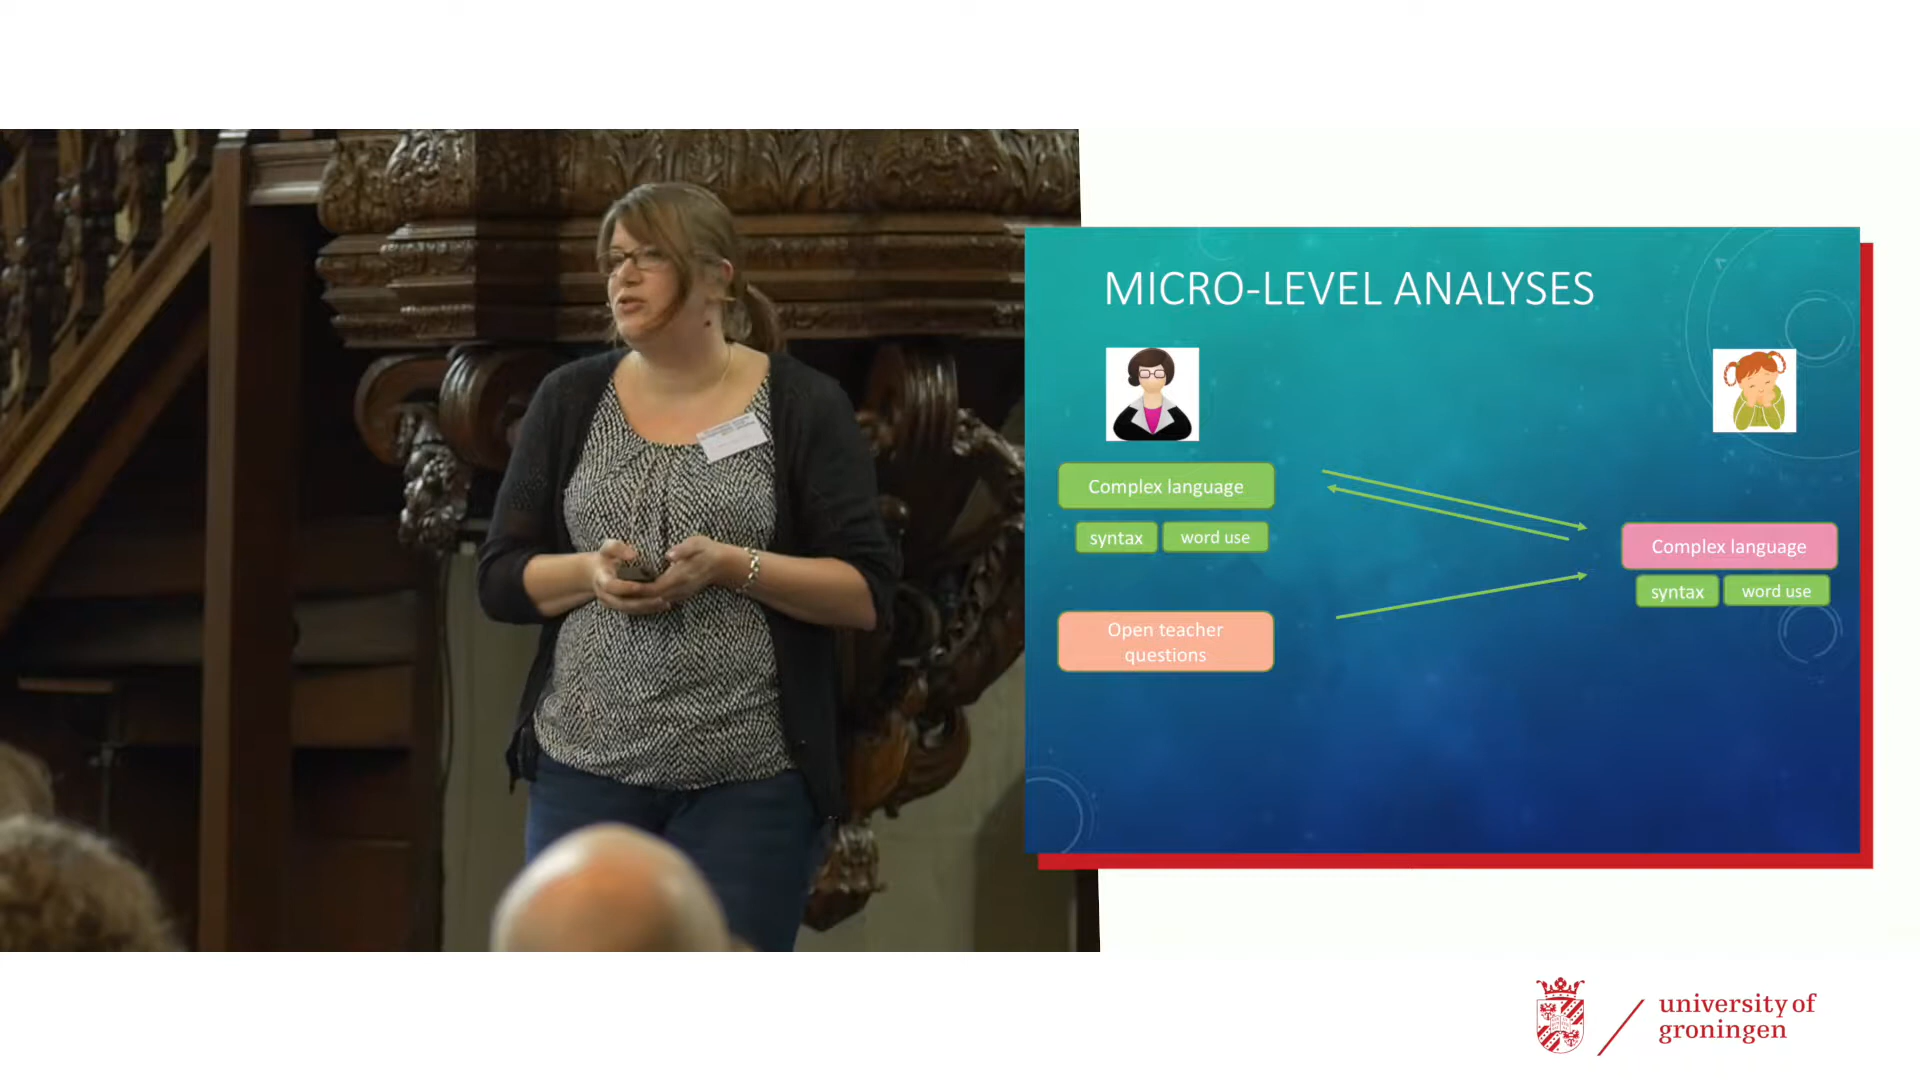 MICRO-LEVEL ANALYSES
Complex language
syntax word use
Complex language
syntax word use
Open teacher
questions
university of
groningen